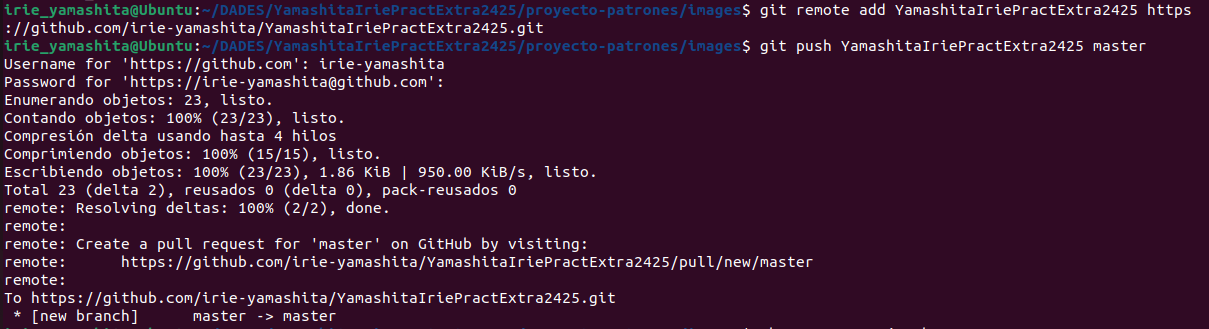 irie_yamashita@Ubuntu:~/DADES/YamashitaIriePractExtra2425/proyecto-patrones/images$ git remote add YamashitaIriePractExtra2425 https
://github.com/irie-yamashita/YamashitaIriePractExtra2425.git
irie_yamashita@Ubuntu:~/DADES/YamashitaIriePractExtra2425/proyecto-patrones/images$ git push YamashitaIriePractExtra2425 master
Username for 'https://github.com': irie-yamashita
Password for 'https://irie-yamashita@github.com':
Enumerando objetos: 23, listo.
Contando objetos: 100% (23/23), listo.
Compresión delta usando hasta 4 hilos
Comprimiendo objetos: 100% (15/15), listo.
Escribiendo objetos: 100% (23/23), 1.86 KiB | 950.00 KiB/s, listo.
Total 23 (delta 2), reusados 0 (delta 0), pack-reusados 0
remote: Resolving deltas: 100% (2/2), done.
remote:
remote: Create a pull request for 'master' on GitHub by visiting:
remote:      https://github.com/irie-yamashita/YamashitaIriePractExtra2425/pull/new/master
remote:
To https://github.com/irie-yamashita/YamashitaIriePractExtra2425.git
 * [new branch]      master -> master